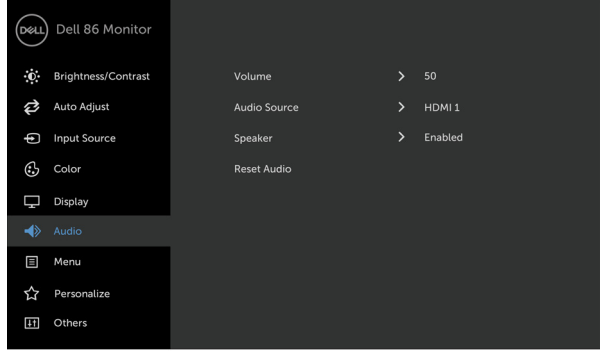 DELL Dell 86 Monitor
Brightness/Contrast
Auto Adjust
Input Source
Color
Display
Audio
Menu
Personalize
Others
Volume 50
Audio Source HDMI 1
Speaker Enabled
Reset Audio